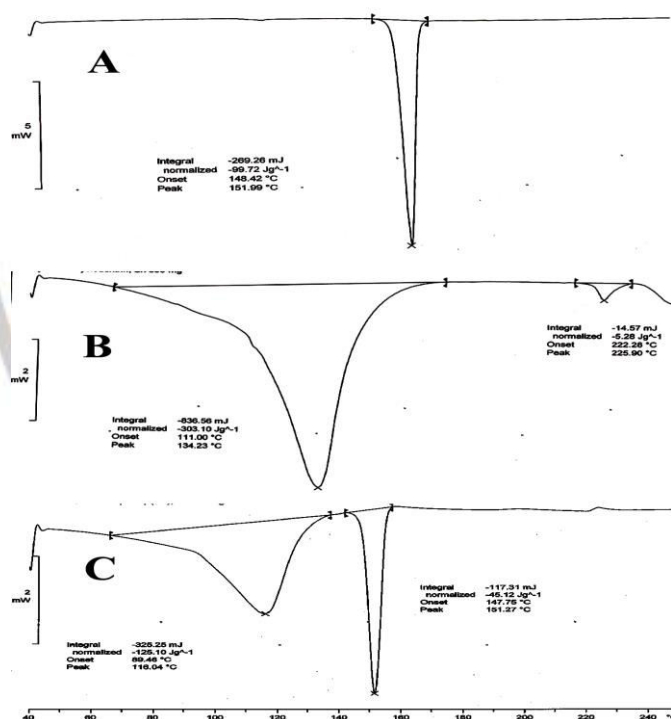 A
5
mW
Integral -269.26 mJ
normalized -99.72 Jg^-1
Onset 148.42 °C
Peak 151.99 °C
B
2
mW
Integral -14.57 mJ
normalized -5.28 Jg^-1
Onset 222.28 °C
Peak 225.90 °C
Integral -836.56 mJ
normalized -303.10 Jg^-1
Onset 111.00 °C
Peak 134.23 °C
C
2
mW
Integral -117.31 mJ
normalized -45.12 Jg^-1
Onset 147.75 °C
Peak 151.27 °C
Integral -325.25 mJ
normalized -125.10 Jg^-1
Onset 89.46 °C
Peak 116.04 °C
40 60 80 100 120 140 160 180 200 220 240